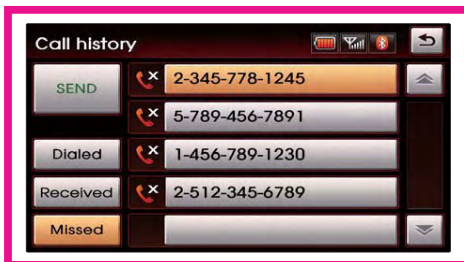 Call history
SEND
2-345-778-1245
5-789-456-7891
Dialed
1-456-789-1230
Received
2-512-345-6789
Missed